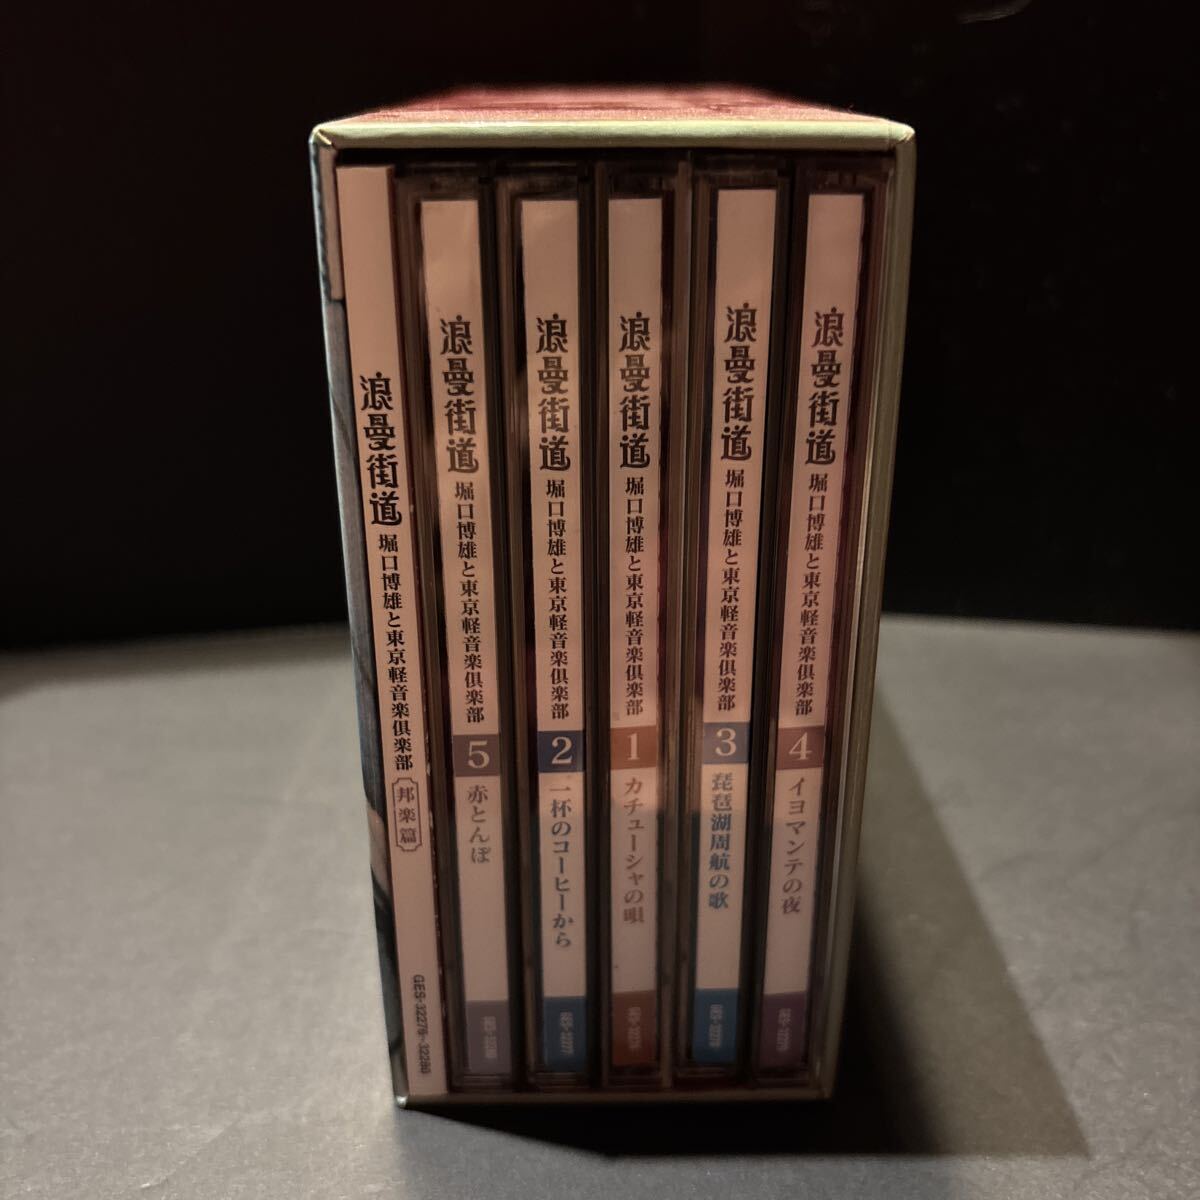 浪曼街道 堀口博雄と東京軽音楽倶楽部 邦楽篇 GES-32276~32280
浪曼街道 堀口博雄と東京軽音楽倶楽部 5 赤とんぼ
浪曼街道 堀口博雄と東京軽音楽倶楽部 2 一杯のコーヒーから GES-32277
浪曼街道 堀口博雄と東京軽音楽倶楽部 1 カチューシャの唄
浪曼街道 堀口博雄と東京軽音楽倶楽部 3 琵琶湖周航の歌 GES-32278
浪曼街道 堀口博雄と東京軽音楽倶楽部 4 イヨマンテの夜